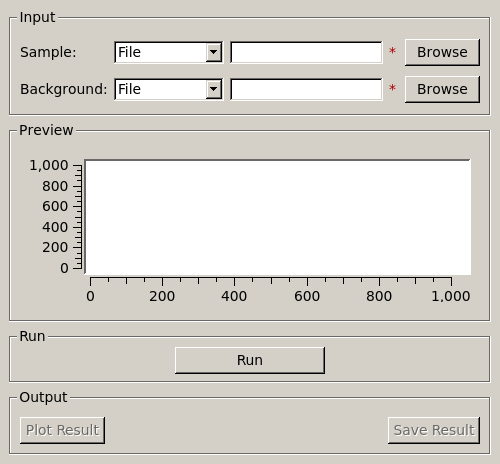 Input
Sample: File * Browse
Background: File * Browse
Preview
1,000
800
600
400
200
0
0 200 400 600 800 1,000
Run
Run
Output
Plot Result Save Result